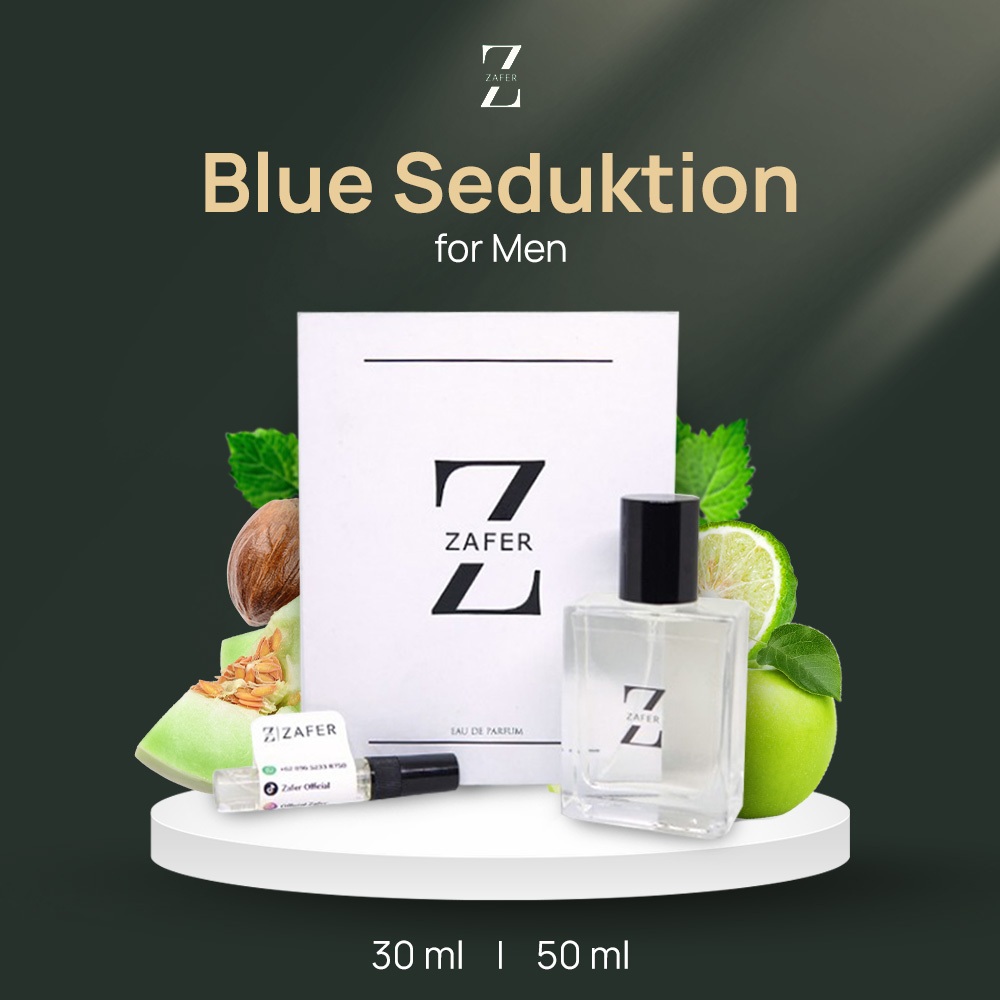 ZAFER
Blue Seduktion
for Men
ZAFER
EAU DE PARFUM
ZAFER
ZAFER
Zafer Official
30 ml | 50 ml